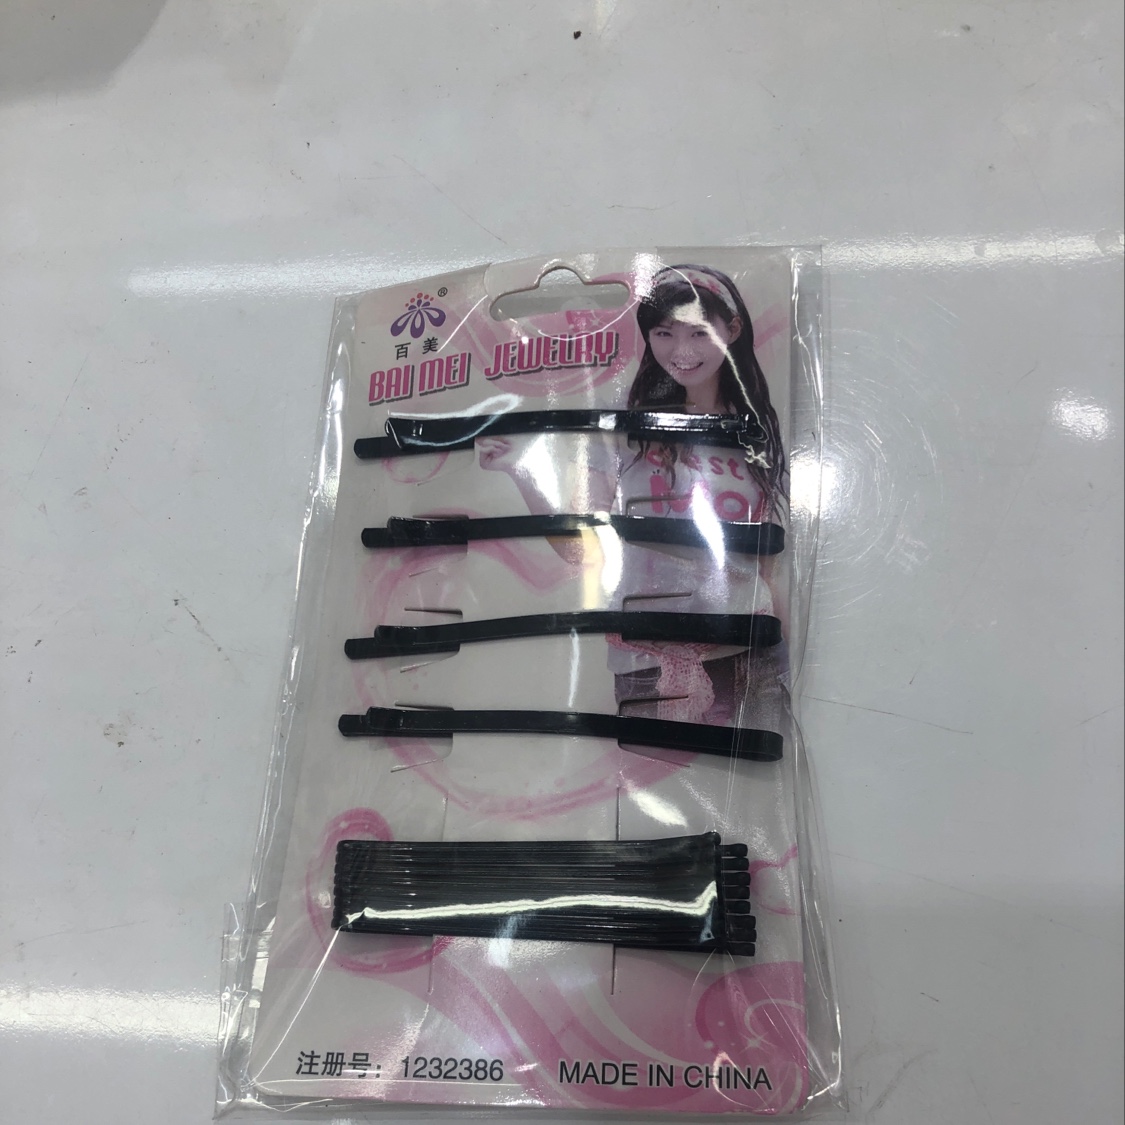 ®
百美
BAI MEI JEWELRY
注册号：1232386
MADE IN CHINA